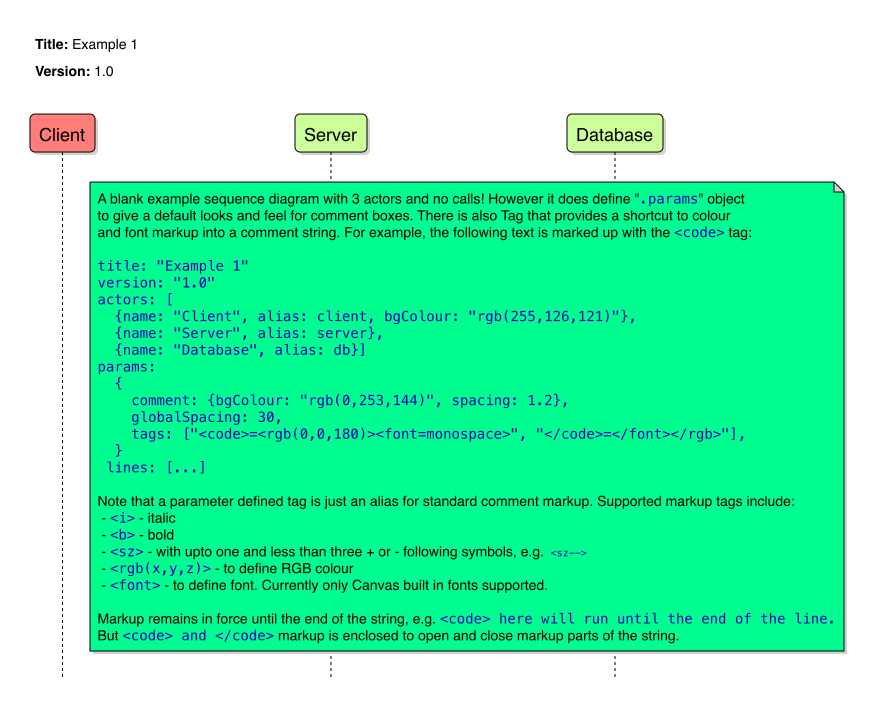 Title: Example 1
Version: 1.0
Client
Server
Database
A blank example sequence diagram with 3 actors and no calls! However it does define ".params" object
to give a default looks and feel for comment boxes. There is also Tag that provides a shortcut to colour
and font markup into a comment string. For example, the following text is marked up with the <code> tag:
title: "Example 1"
version: "1.0"
actors: [
  {name: "Client", alias: client, bgColour: "rgb(255,126,121)"},
  {name: "Server", alias: server},
  {name: "Database", alias: db}]
params:
  {
    comment: {bgColour: "rgb(0,253,144)", spacing: 1.2},
    globalSpacing: 30,
    tags: ["<code>=<rgb(0,0,180)><font=monospace>", "</code>=</font></rgb>"],
  }
 lines: [...]
Note that a parameter defined tag is just an alias for standard comment markup. Supported markup tags include:
- <i> - italic
- <b> - bold
- <sz> - with upto one and less than three + or - following symbols, e.g. <sz-->
- <rgb(x,y,z)> - to define RGB colour
- <font> - to define font. Currently only Canvas built in fonts supported.
Markup remains in force until the end of the string, e.g. <code> here will run until the end of the line.
But <code> and </code> markup is enclosed to open and close markup parts of the string.